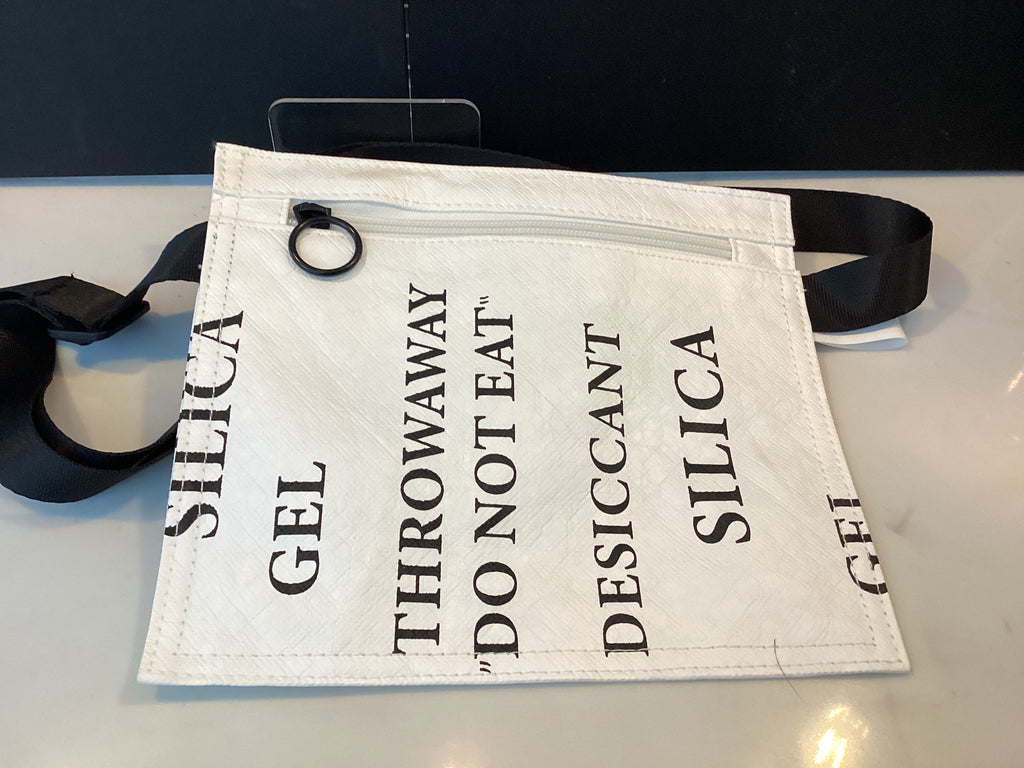 SILICA
GEL
THROWAWAY
"DO NOT EAT"
DESICCANT
SILICA
GEL